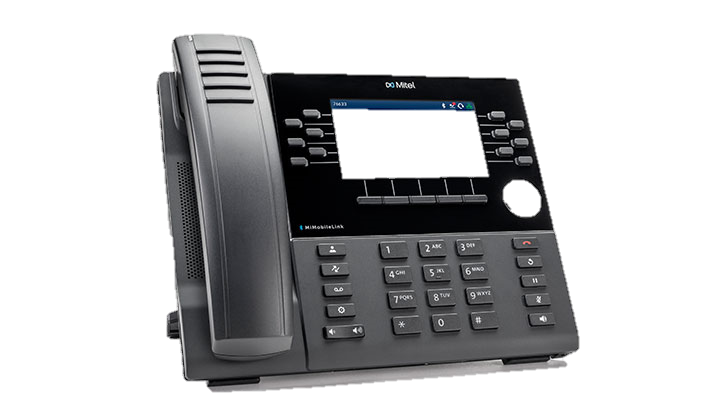 Mitel
76633
MiMobileLink
1
2 ABC
3 DEF
4 GHI
5 JKL
6 MNO
7 PQRS
8 TUV
9 WXYZ
*
0
#